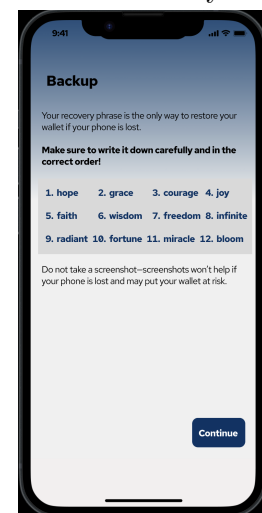 9:41
Backup
Your recovery phrase is the only way to restore your
wallet if your phone is lost.
Make sure to write it down carefully and in the
correct order!
1. hope 2. grace 3. courage 4. joy
5. faith 6. wisdom 7. freedom 8. infinite
9. radiant 10. fortune 11. miracle 12. bloom
Do not take a screenshot—screenshots won't help if
your phone is lost and may put your wallet at risk.
Continue